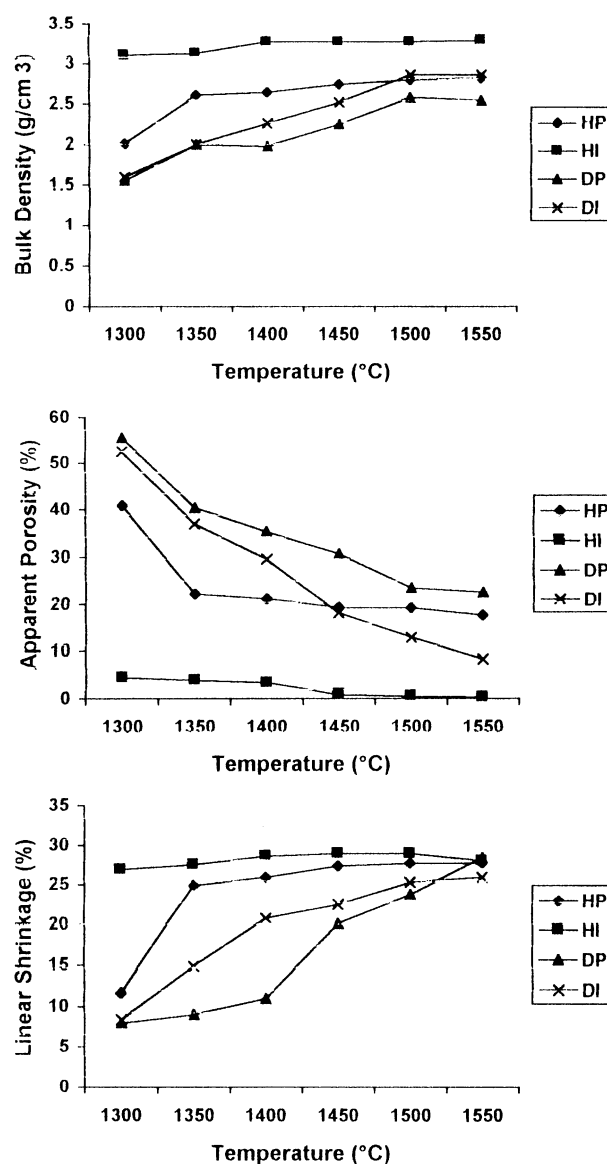 Bulk Density (g/cm 3)
3.5
3
2.5
2
1.5
1
0.5
0
1300 1350 1400 1450 1500 1550
Temperature (°C)
HP
HI
DP
DI
Apparent Porosity (%)
60
50
40
30
20
10
0
1300 1350 1400 1450 1500 1550
Temperature (°C)
HP
HI
DP
DI
Linear Shrinkage (%)
35
30
25
20
15
10
5
0
1300 1350 1400 1450 1500 1550
Temperature (°C)
HP
HI
DP
DI